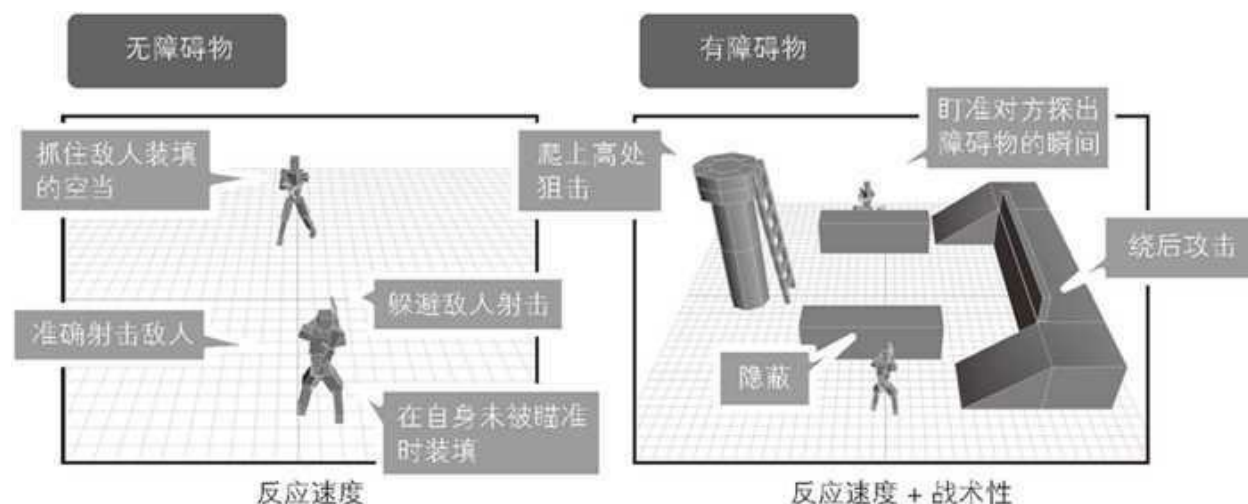 无障碍物
有障碍物
抓住敌人装填
的空当
躲避敌人射击
准确射击敌人
在自身未被瞄准
时装填
反应速度
爬上高处
狙击
盯准对方探出
障碍物的瞬间
绕后攻击
隐蔽
反应速度 + 战术性